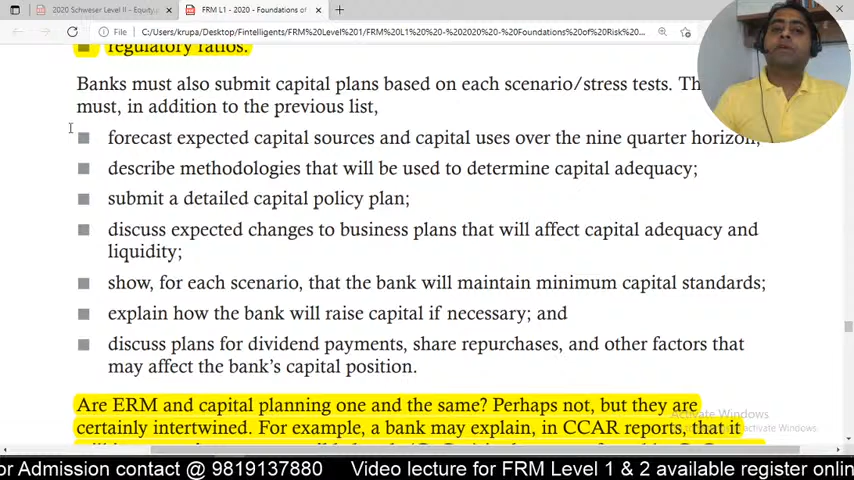 2020 Schweser Level II - Equity,
FRM L1 - 2020 - Foundations of
File
C:/Users/krupa/Desktop/Fintelligents/FRM%20Level%201/FRM%20L1%20-%202020%20-%20Foundations%20of%20Risk%20M
regulatory ratios.
Banks must also submit capital plans based on each scenario/stress tests.
must, in addition to the previous list,
forecast expected capital sources and capital uses over the nine quarter horizon;
describe methodologies that will be used to determine capital adequacy;
submit a detailed capital policy plan;
discuss expected changes to business plans that will affect capital adequacy and
liquidity;
show, for each scenario, that the bank will maintain minimum capital standards;
explain how the bank will raise capital if necessary; and
discuss plans for dividend payments, share repurchases, and other factors that
may affect the bank's capital position.
Are ERM and capital planning one and the same? Perhaps not, but they are
Activate Windows
certainly intertwined. For example, a bank may explain, in CCAR reports, that it
or Admission contact @ 9819137880 Video lecture for FRM Level 1 & 2 available register onlin